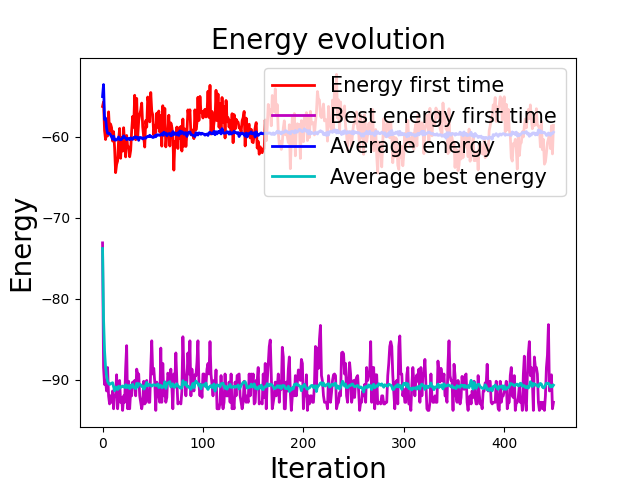 Energy evolution
Energy first time
Best energy first time
Average energy
Average best energy
Energy
−60
−70
−80
−90
0 100 200 300 400
Iteration